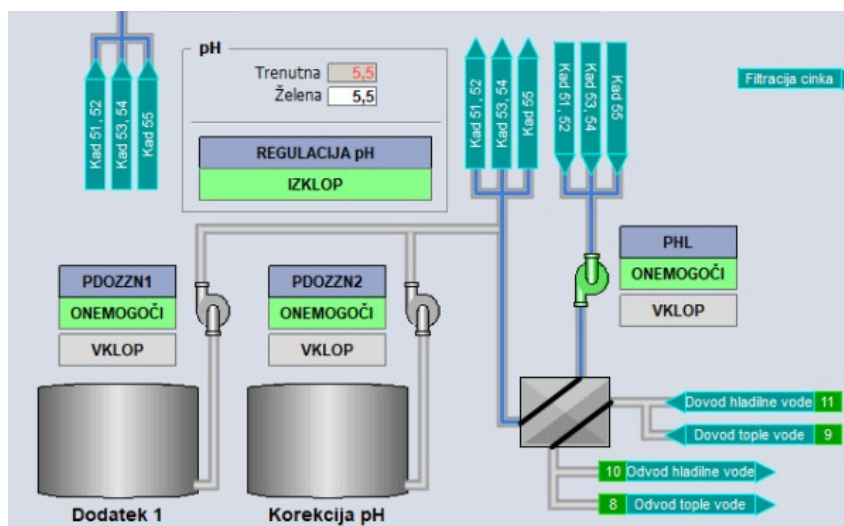 Kad 51, 52
Kad 53, 54
Kad 55
pH
Trenutna 5,5
Želena 5,5
REGULACIJA pH
IZKLOP
Kad 51, 52
Kad 53, 54
Kad 55
Kad 51, 52
Kad 53, 54
Kad 55
Filtracija cinka
PDOZZN1
ONEMOGOČI
VKLOP
PDOZZN2
ONEMOGOČI
VKLOP
PHL
ONEMOGOČI
VKLOP
Dovod hladilne vode 11
Dovod tople vode 9
10 Odvod hladilne vode
8 Odvod tople vode
Dodatek 1
Korekcija pH